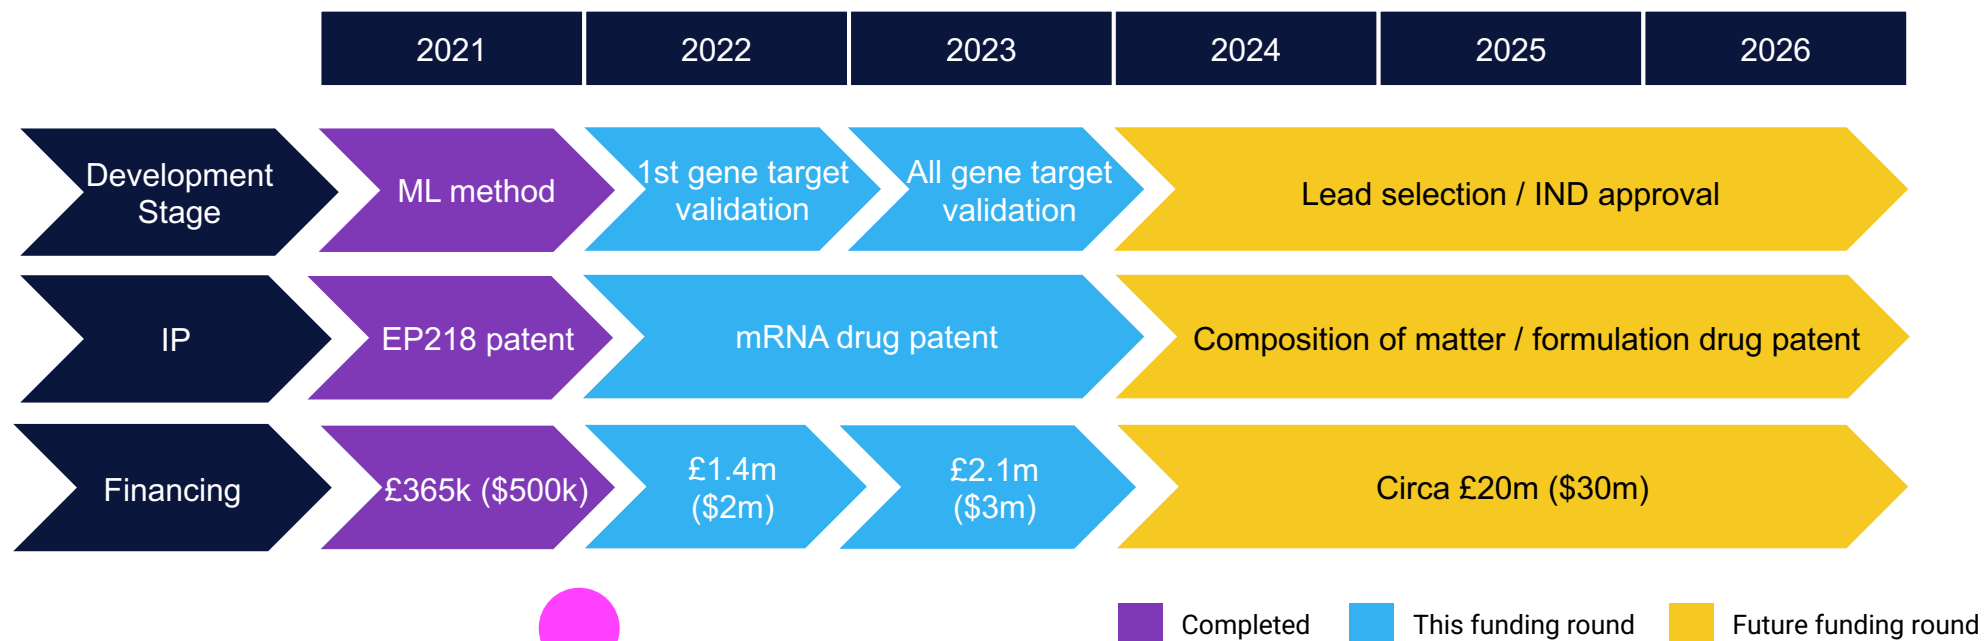 2021 2022 2023 2024 2025 2026
Development
Stage
ML method
1st gene target
validation
All gene target
validation
Lead selection / IND approval
IP
EP218 patent
mRNA drug patent
Composition of matter / formulation drug patent
Financing
£365k ($500k)
£1.4m
($2m)
£2.1m
($3m)
Circa £20m ($30m)
Completed
This funding round
Future funding round